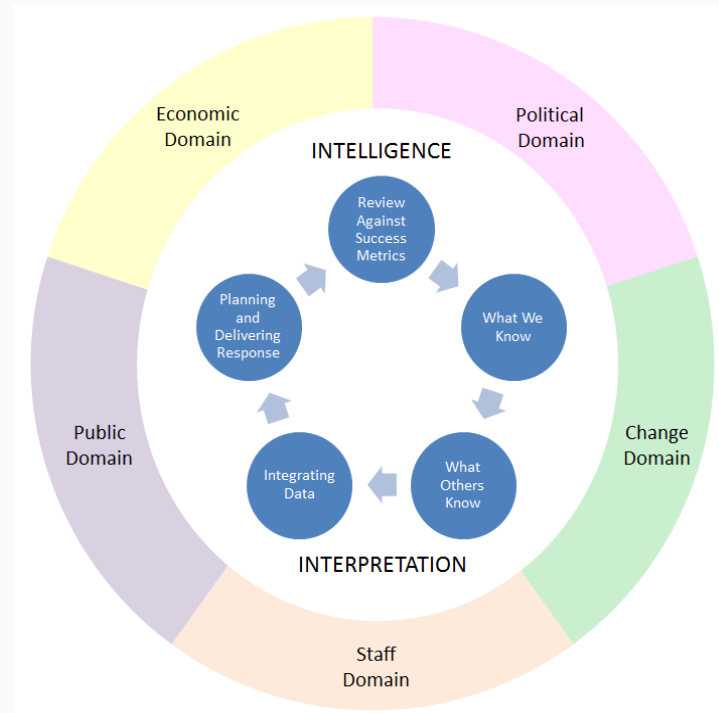 Economic
Domain
Political
Domain
INTELLIGENCE
Review
Against
Success
Metrics
Planning
and
Delivering
Response
What We
Know
Public
Domain
Change
Domain
Integrating
Data
What
Others
Know
INTERPRETATION
Staff
Domain